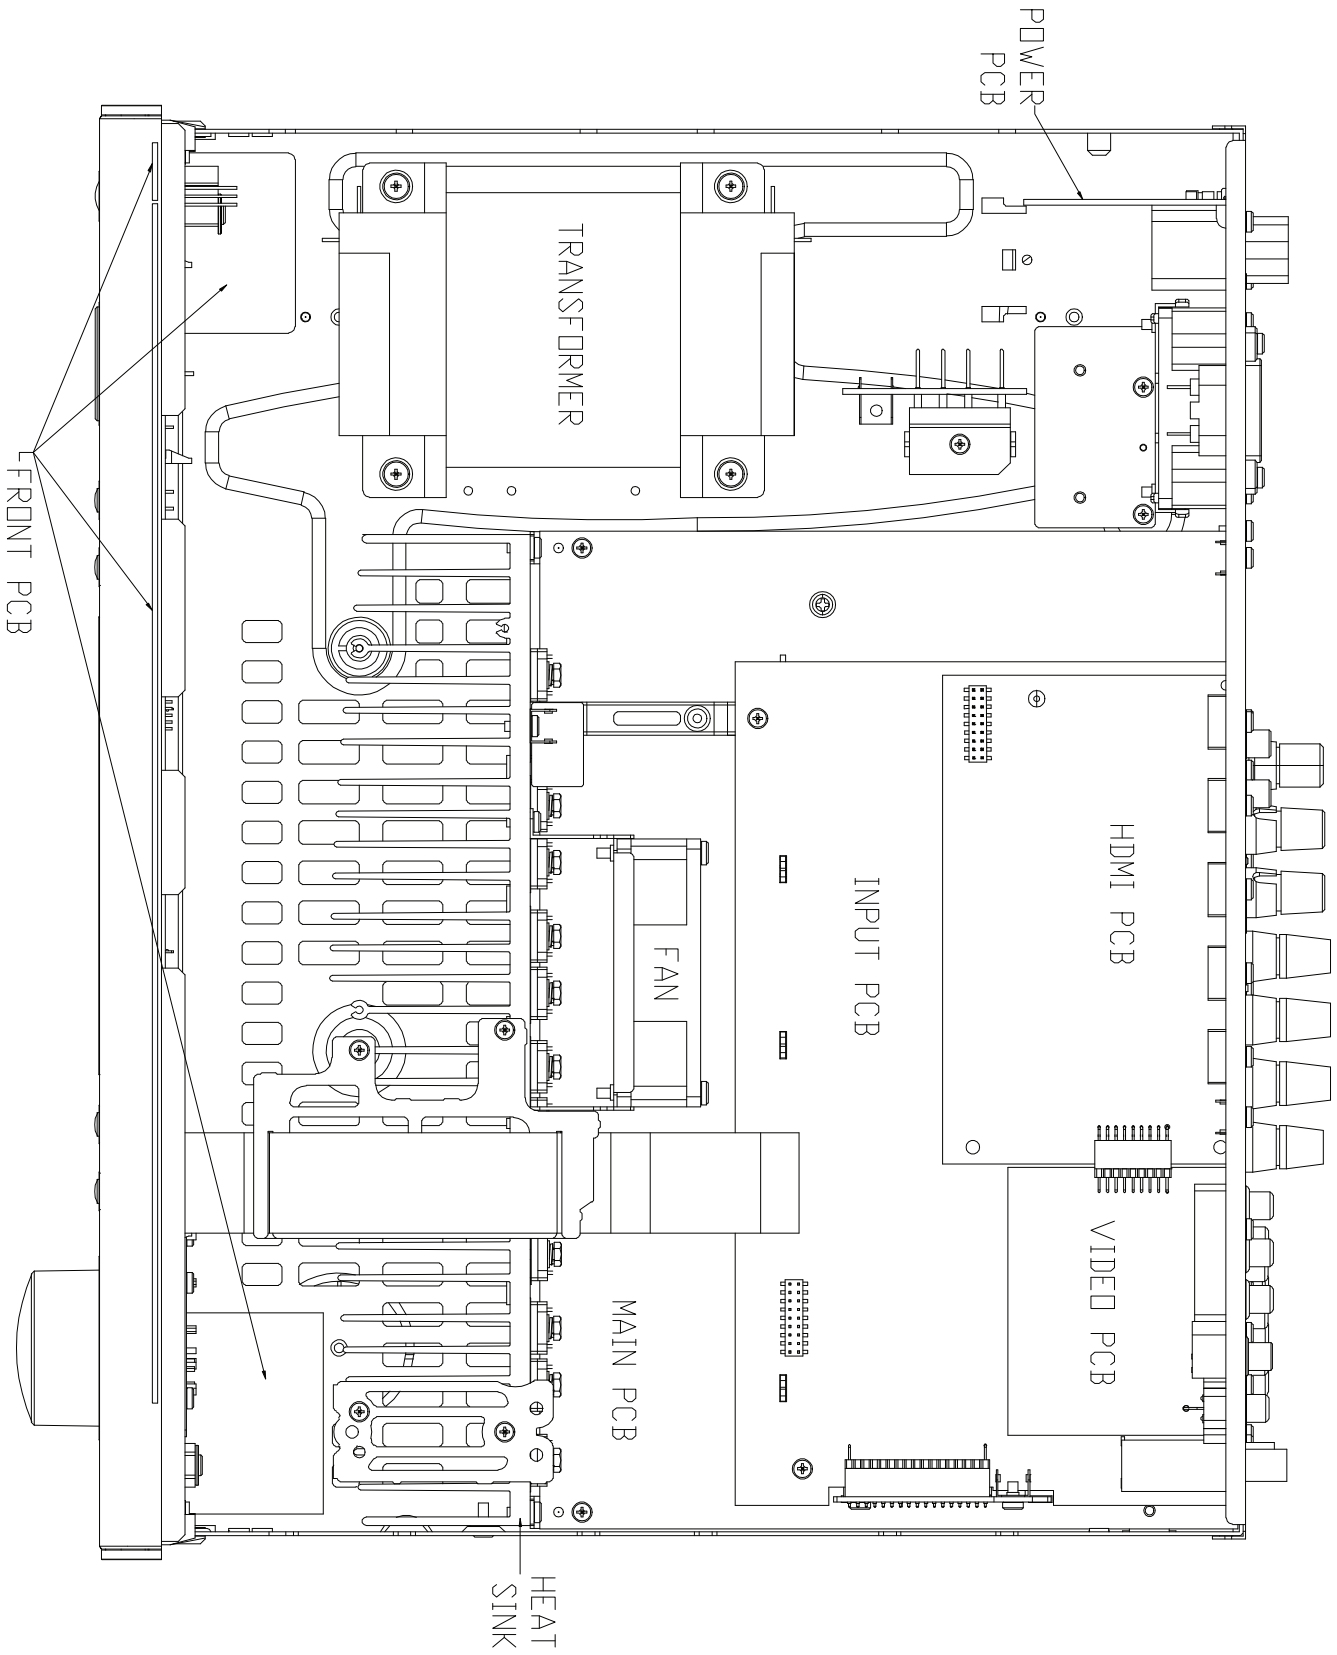 POWER
PCB
TRANSFORMER
FRONT PCB
HDMI PCB
INPUT PCB
FAN
VIDEO PCB
MAIN PCB
HEAT
SINK